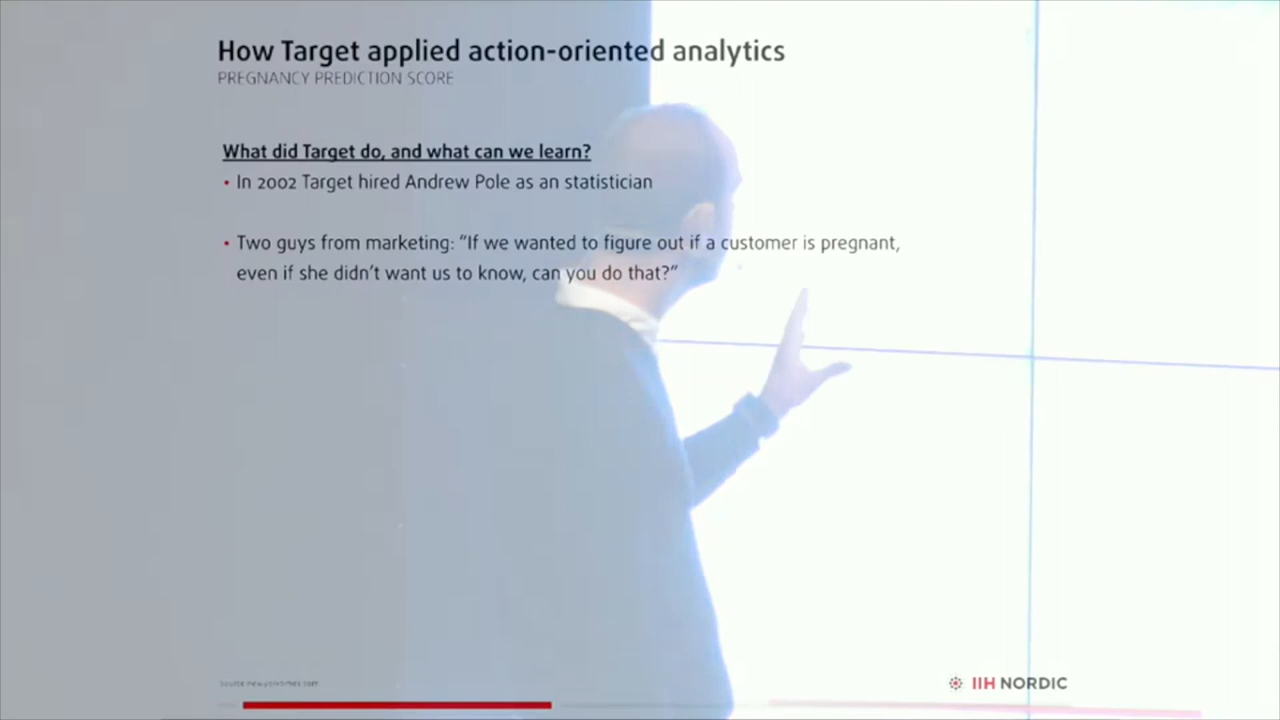 How Target applied action-oriented analytics
PREGNANCY PREDICTION SCORE
What did Target do, and what can we learn?
• In 2002 Target hired Andrew Pole as an statistician
• Two guys from marketing: “If we wanted to figure out if a customer is pregnant,
even if she didn’t want us to know, can you do that?”
IIH NORDIC